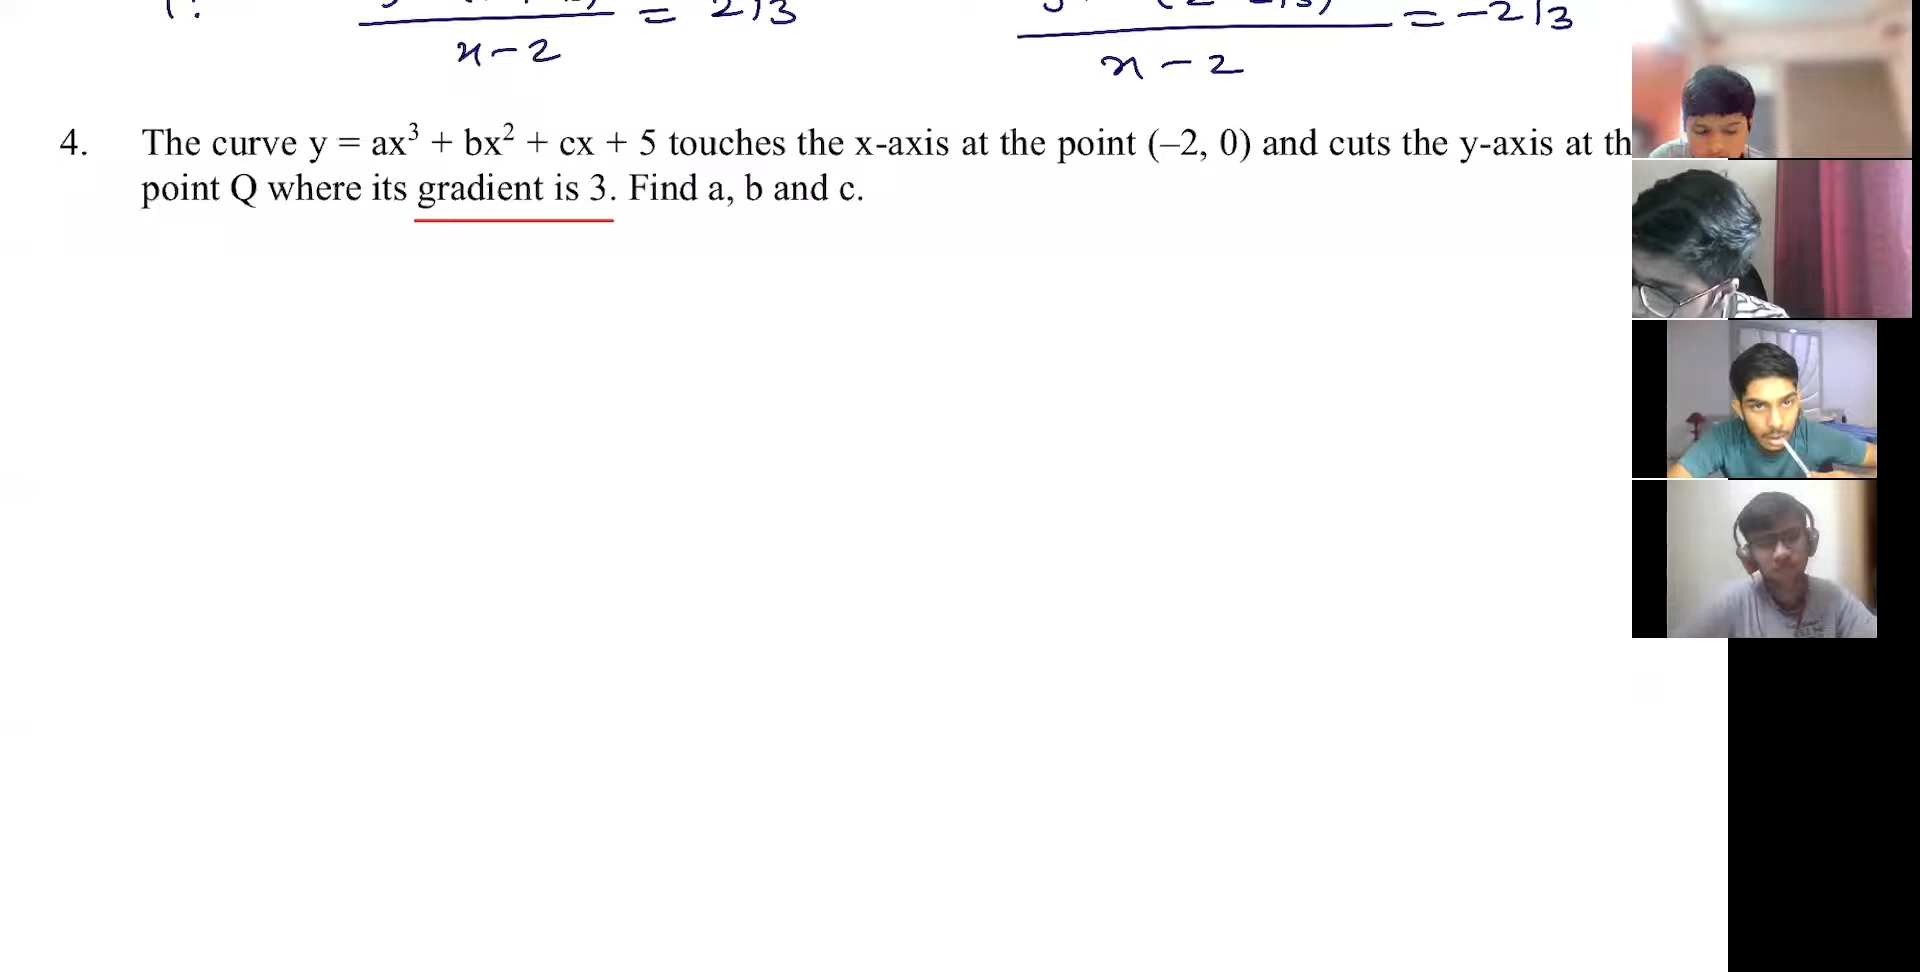 = 2/3
= -2/3
x-2
x-2
4. The curve y = ax³ + bx² + cx + 5 touches the x-axis at the point (–2, 0) and cuts the y-axis at th
point Q where its gradient is 3. Find a, b and c.